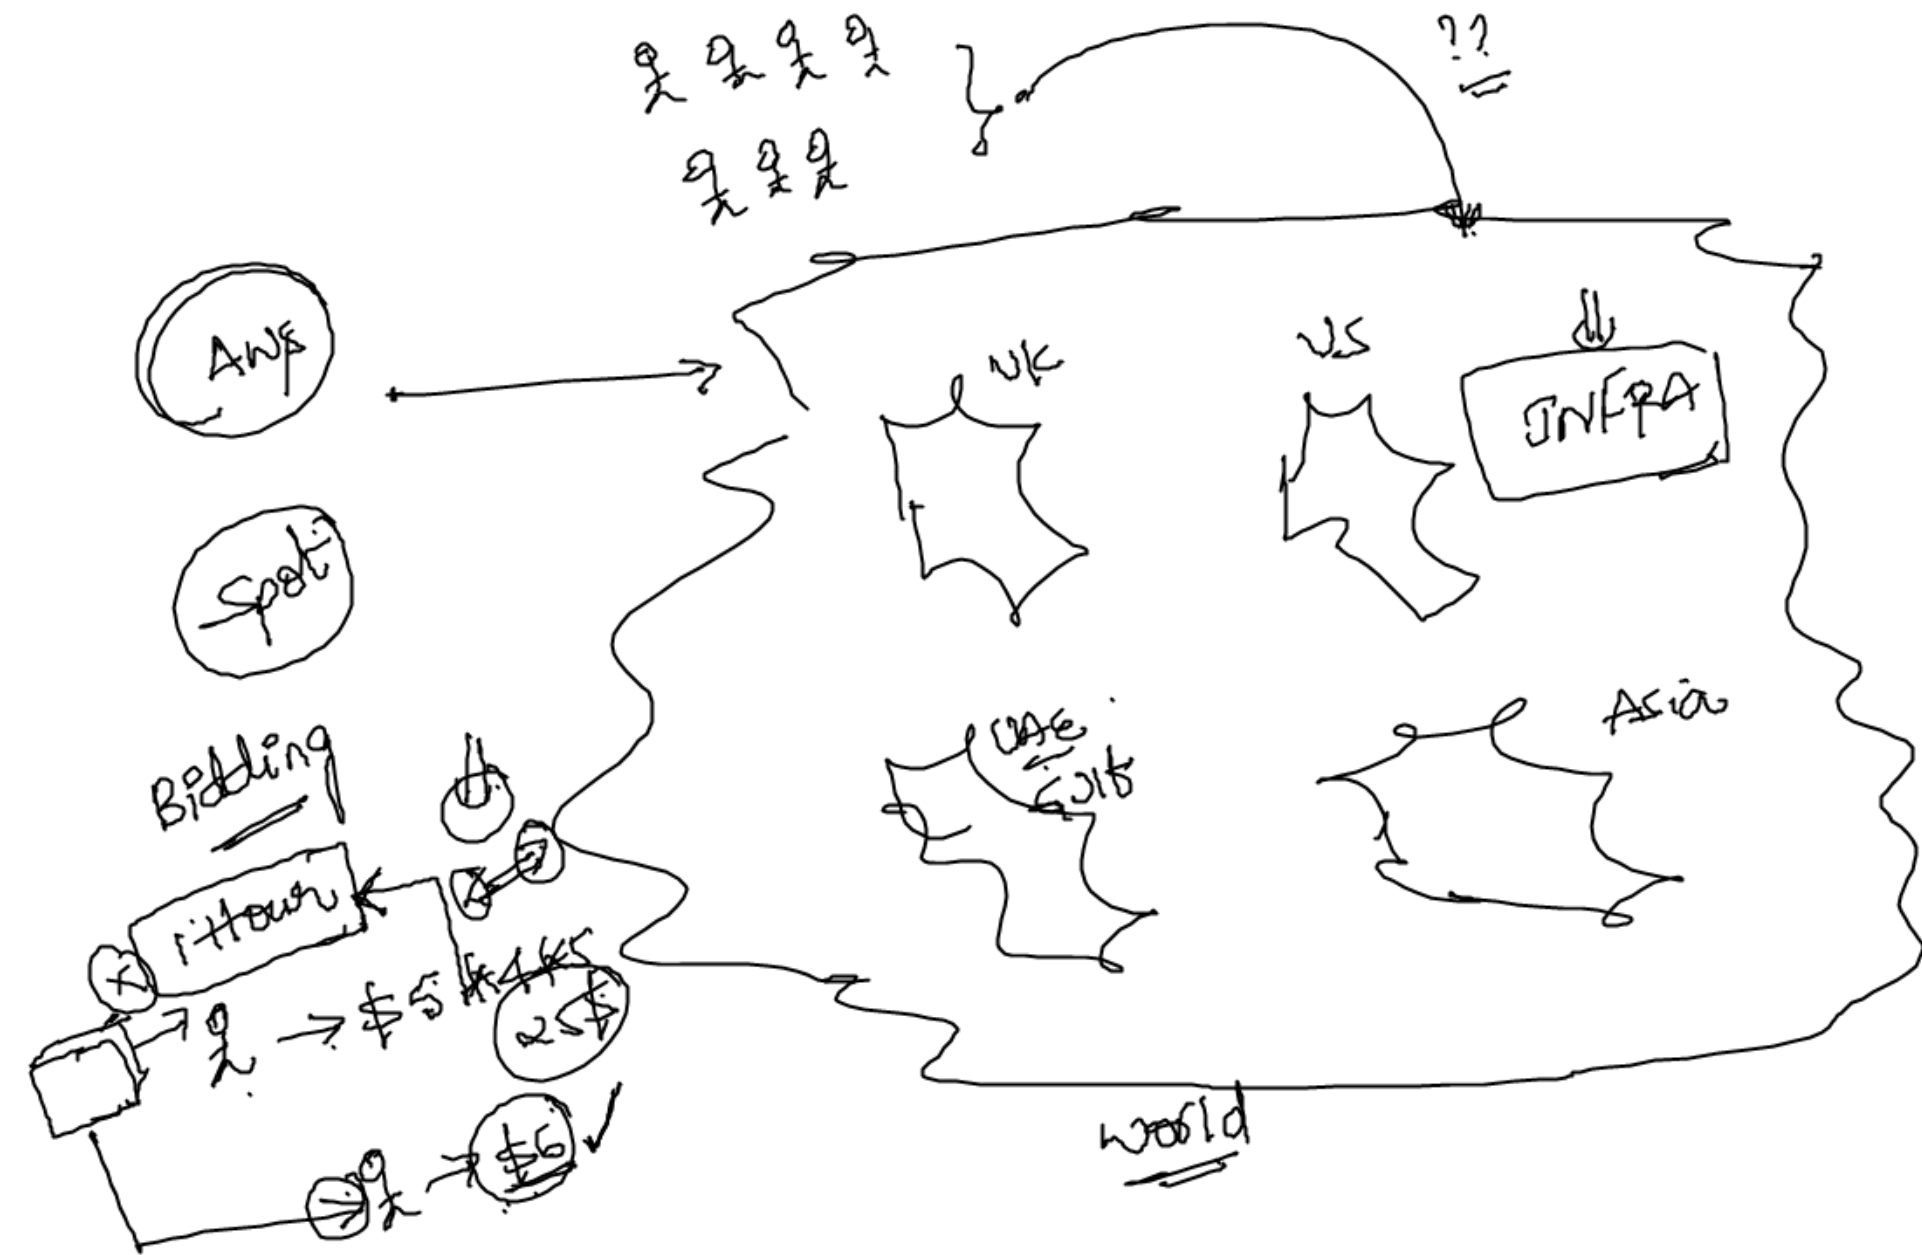 ??
AWS
UK
US
INFRA
Spot
UAE
Asia
Bidding
1 Hour
$5
25$
$6
World